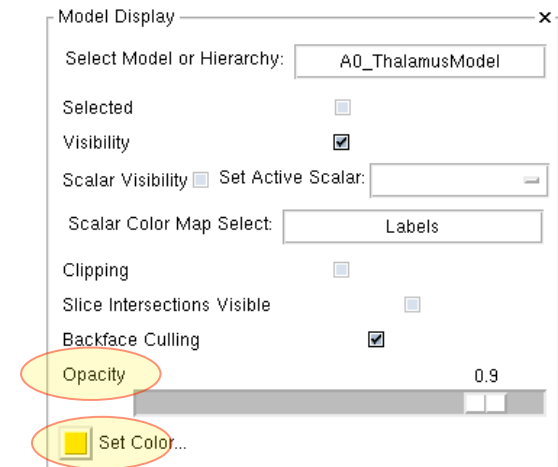 Model Display
Select Model or Hierarchy: A0_ThalamusModel
Selected
Visibility
Scalar Visibility Set Active Scalar:
Scalar Color Map Select: Labels
Clipping
Slice Intersections Visible
Backface Culling
Opacity 0.9
Set Color...